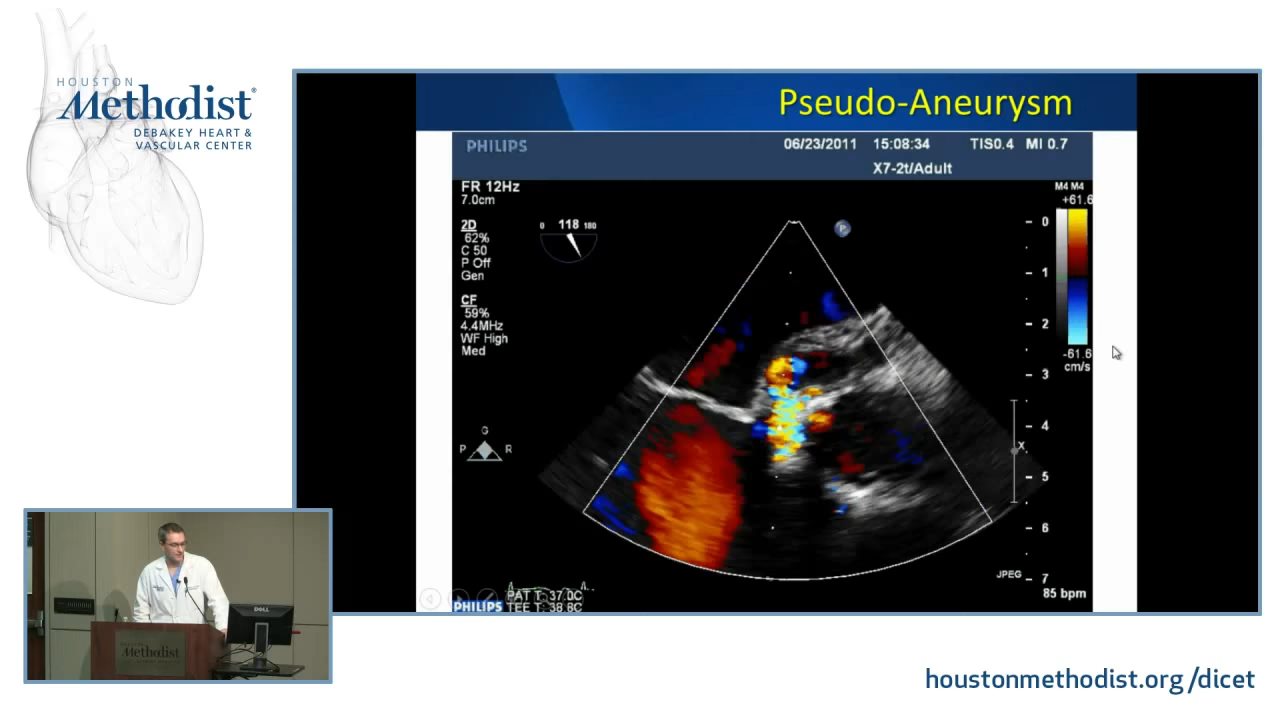 HOUSTON
Methodist®
DEBAKEY HEART &
VASCULAR CENTER
Pseudo-Aneurysm
PHILIPS
06/23/2011 15:08:34 TIS0.4 MI 0.7
X7-2t/Adult
FR 12Hz
7.0cm
2D
62%
C 50
P Off
Gen
CF
59%
4.4MHz
WF High
Med
0 118 180
P
M4 M4
+61.6
-61.6
cm/s
0
1
2
3
4
5
6
7
X
G
P R
JPEG
85 bpm
PAT T: 37.0C
PHILIPS TEE T: 38.8C
DELL
Methodist
houstonmethodist.org/dicet